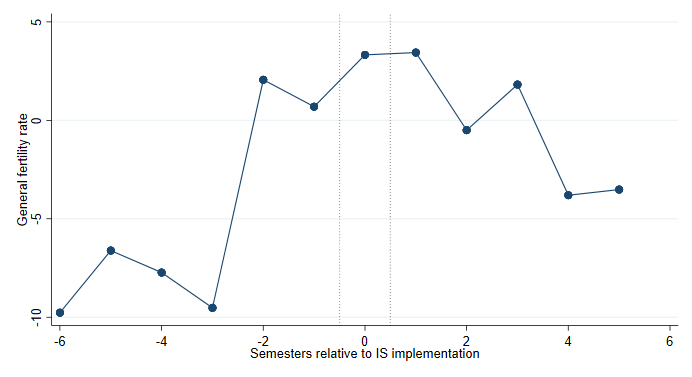 General fertility rate
5
0
-5
-10
-6 -4 -2 0 2 4 6
Semesters relative to IS implementation